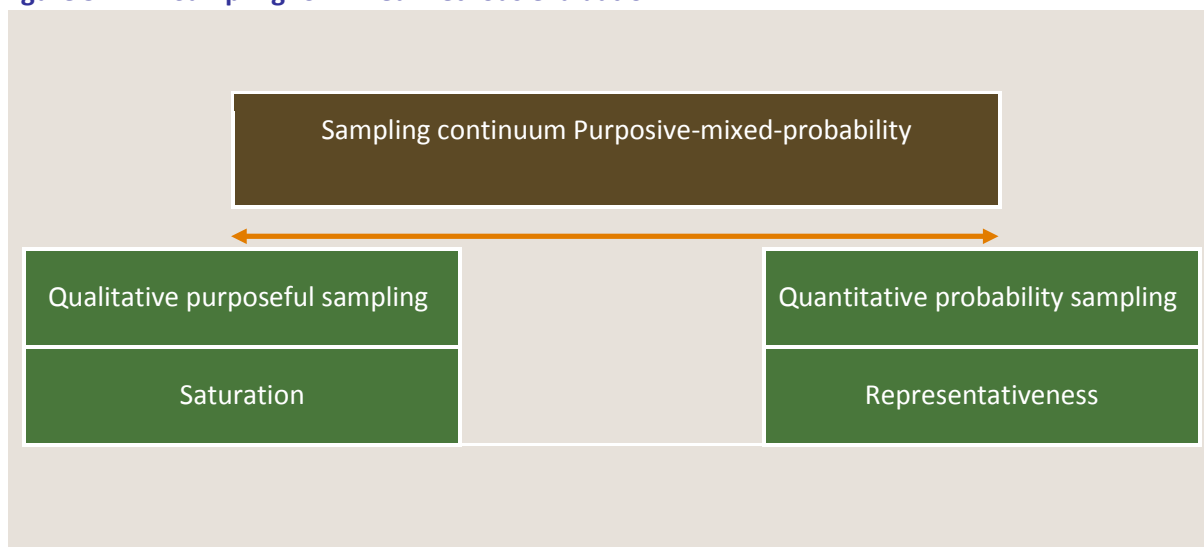 Sampling continuum Purposive-mixed-probability
Qualitative purposeful sampling
Quantitative probability sampling
Saturation
Representativeness